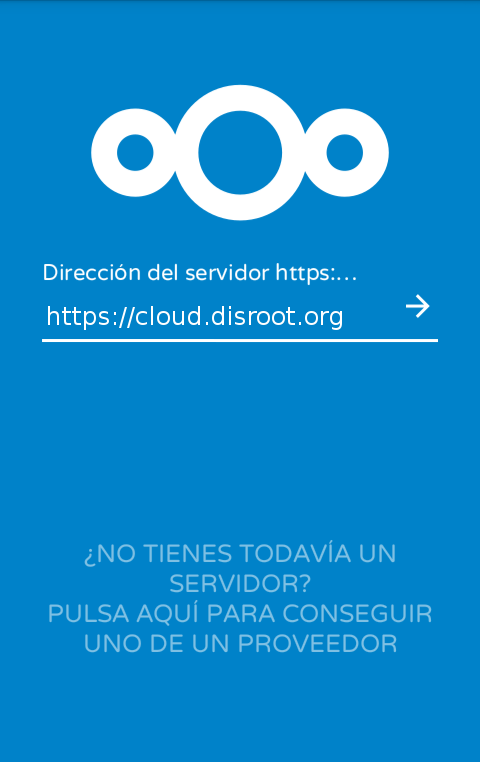 Dirección del servidor https:…
https://cloud.disroot.org
¿NO TIENES TODAVÍA UN
SERVIDOR?
PULSA AQUÍ PARA CONSEGUIR
UNO DE UN PROVEEDOR